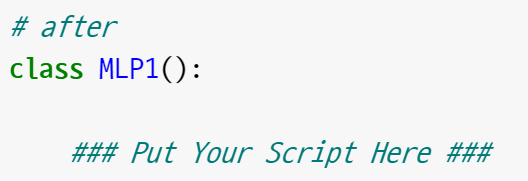 # after
class MLP1():
### Put Your Script Here ###